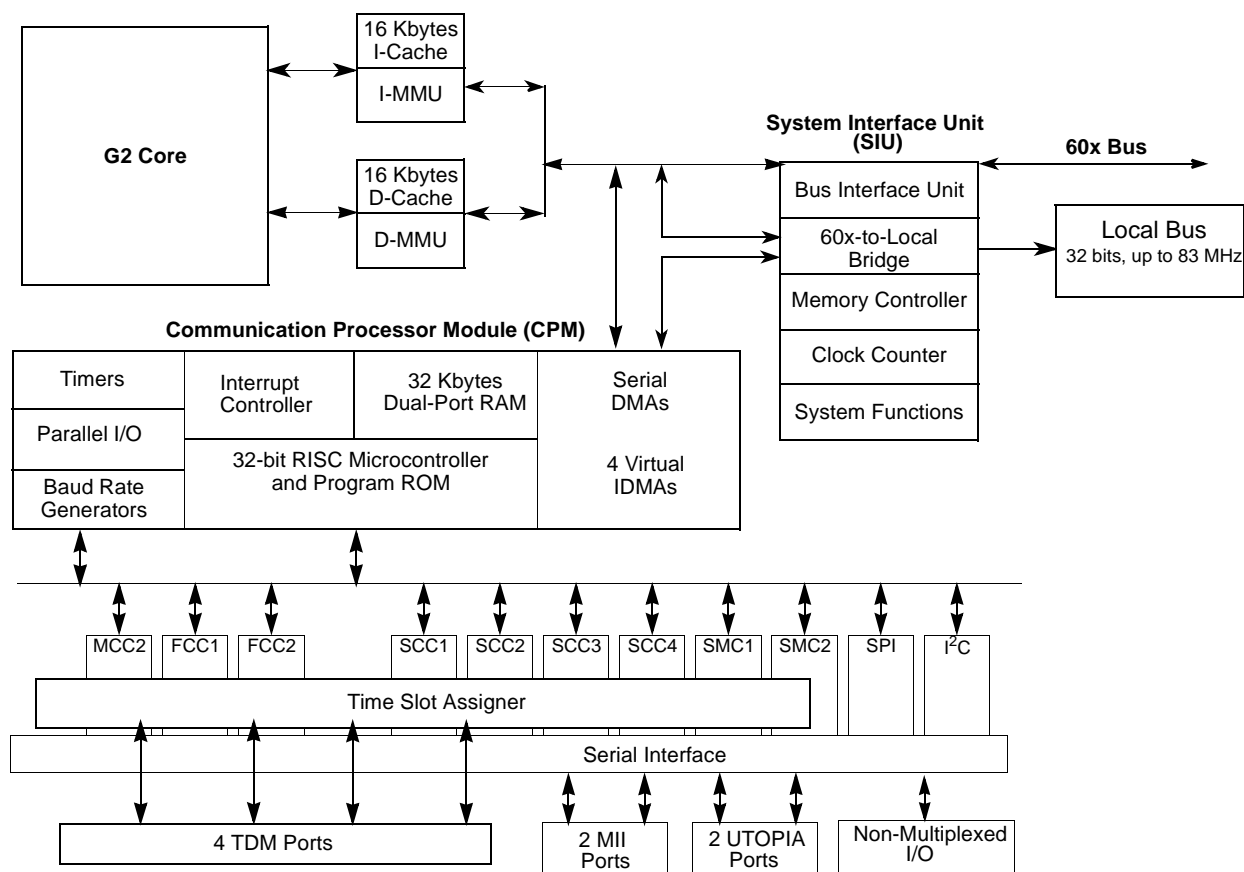 16 Kbytes
I-Cache
I-MMU
G2 Core
16 Kbytes
D-Cache
D-MMU
System Interface Unit
(SIU)
60x Bus
Bus Interface Unit
60x-to-Local
Bridge
Memory Controller
Clock Counter
System Functions
Local Bus
32 bits, up to 83 MHz
Communication Processor Module (CPM)
Timers
Parallel I/O
Baud Rate
Generators
Interrupt
Controller
32 Kbytes
Dual-Port RAM
32-bit RISC Microcontroller
and Program ROM
Serial
DMAs
4 Virtual
IDMAs
MCC2 FCC1 FCC2 SCC1 SCC2 SCC3 SCC4 SMC1 SMC2 SPI I²C
Time Slot Assigner
Serial Interface
4 TDM Ports
2 MII
Ports
2 UTOPIA
Ports
Non-Multiplexed
I/O